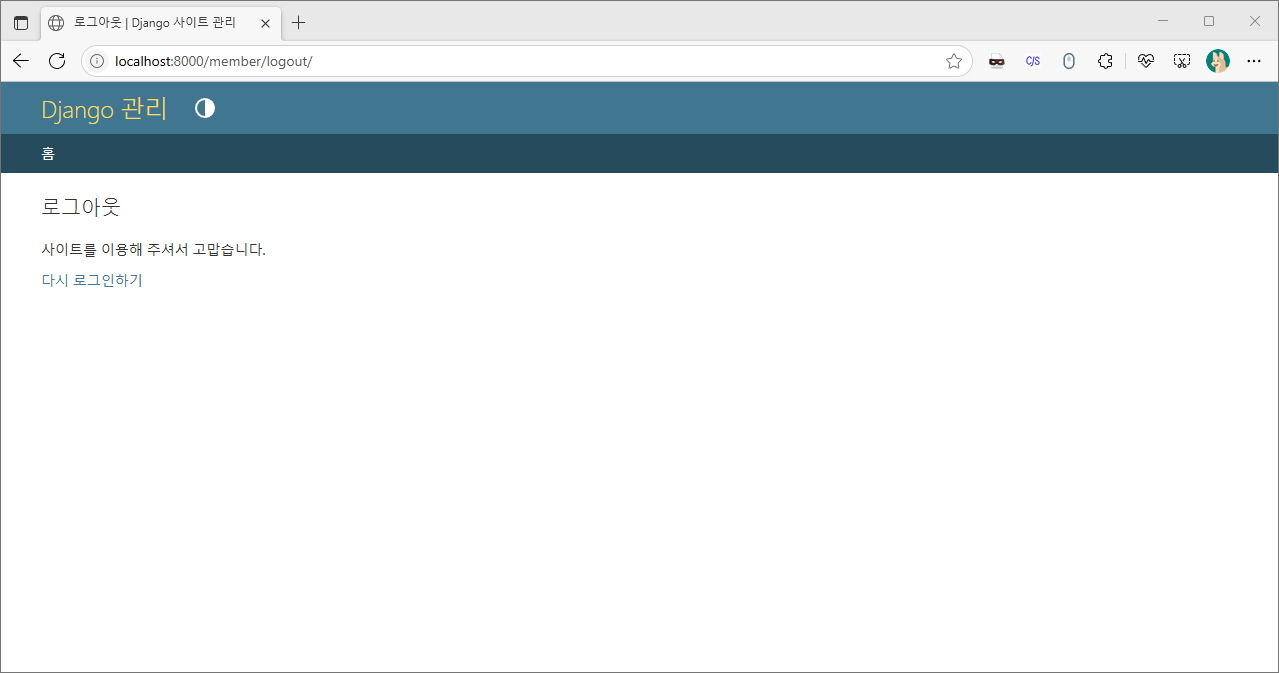 로그아웃 | Django 사이트 관리
localhost:8000/member/logout/
C/S
Django 관리
홈
로그아웃
사이트를 이용해 주셔서 고맙습니다.
다시 로그인하기